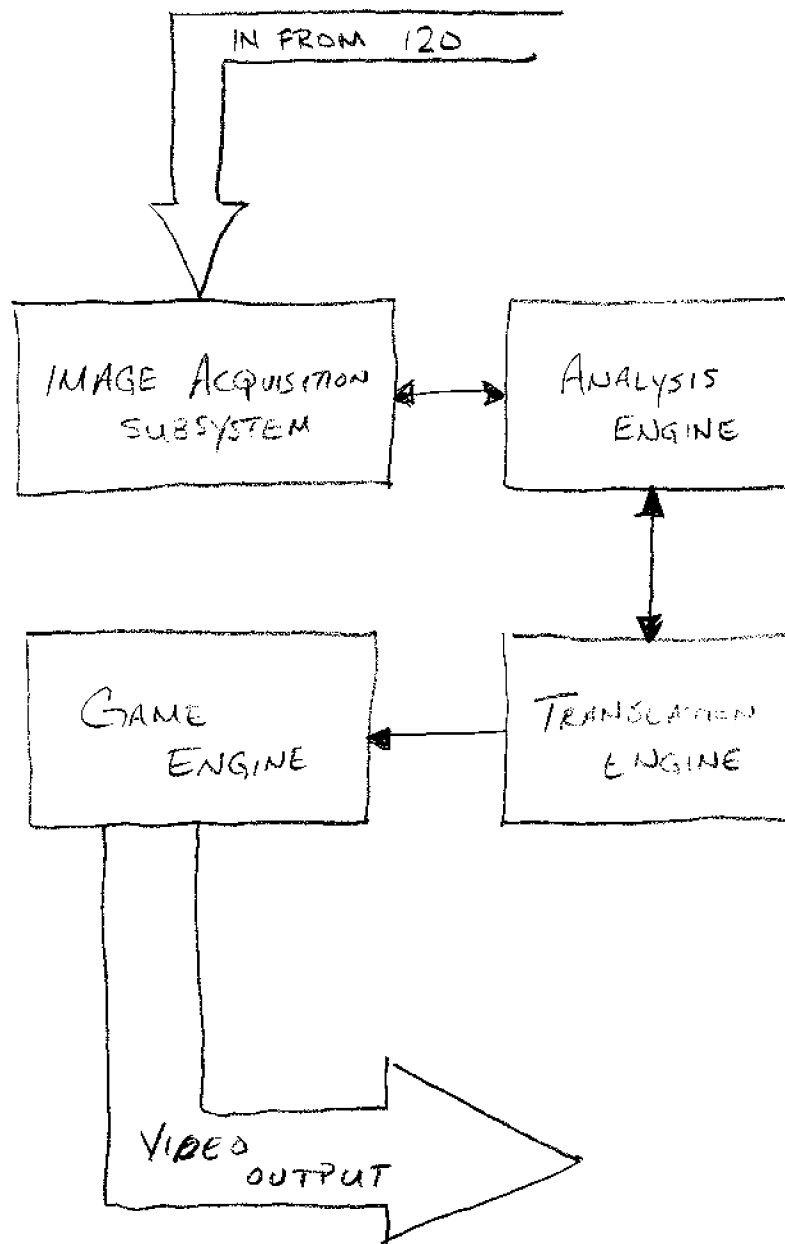 IN FROM 120
IMAGE ACQUISITION
SUBSYSTEM
ANALYSIS
ENGINE
GAME
ENGINE
TRANSLATION
ENGINE
VIDEO
OUTPUT